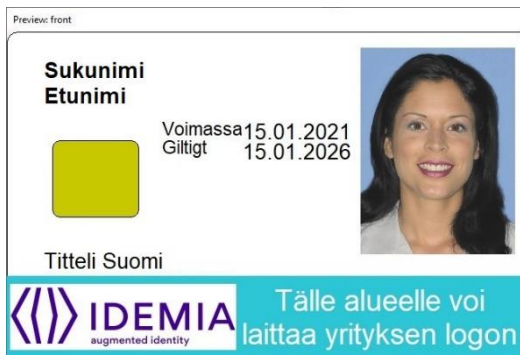 Preview: front
Sukunimi
Etunimi
Voimassa 15.01.2021
Giltigt 15.01.2026
Titteli Suomi
IDEMIA
augmented identity
Tälle alueelle voi
laittaa yrityksen logon